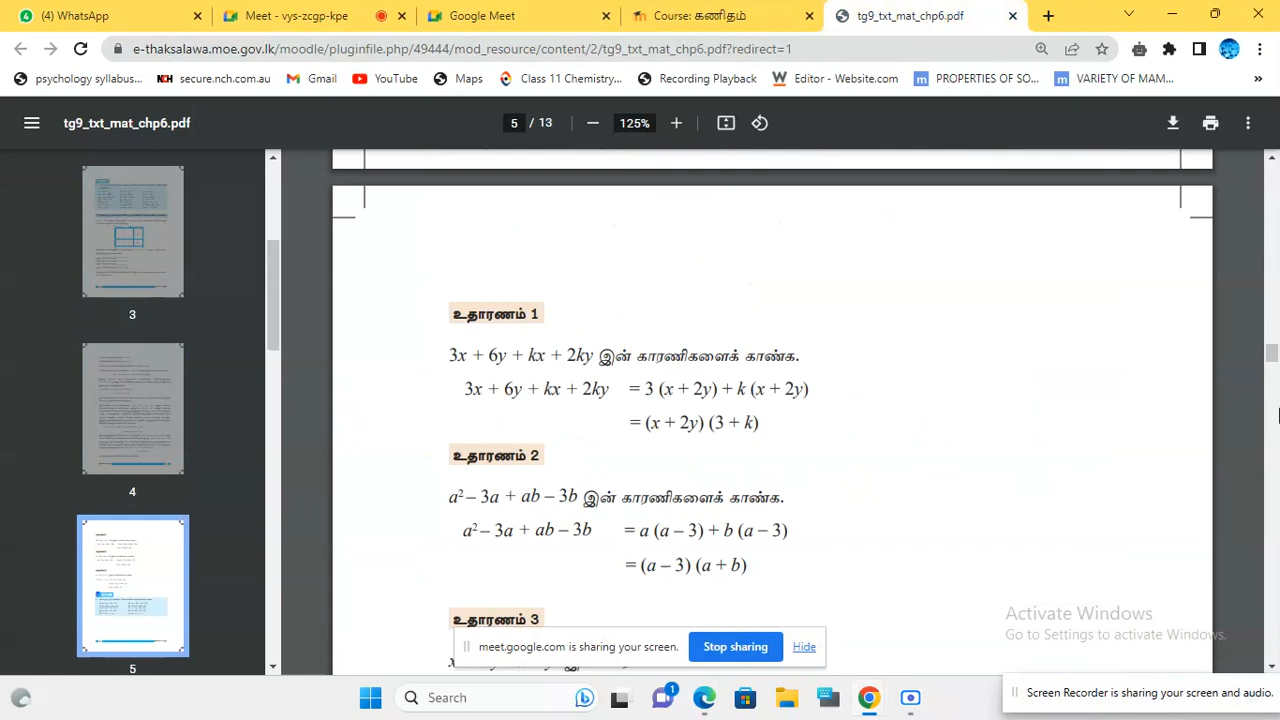 (4) WhatsApp
Meet - vys-zcgp-kpe
Google Meet
Course: கணிதம்
tg9_txt_mat_chp6.pdf
e-thaksalawa.moe.gov.lk/moodle/pluginfile.php/49444/mod_resource/content/2/tg9_txt_mat_chp6.pdf?redirect=1
psychology syllabus...
secure.nch.com.au
Gmail
YouTube
Maps
Class 11 Chemistry...
Recording Playback
Editor - Website.com
PROPERTIES OF SO...
VARIETY OF MAM...
tg9_txt_mat_chp6.pdf
5 / 13
125%
3
4
5
உதாரணம் 1
3x + 6y + kx + 2ky இன் காரணிகளைக் காண்க.
3x + 6y + kx + 2ky = 3 (x + 2y) + k (x + 2y)
= (x + 2y) (3 + k)
உதாரணம் 2
a² – 3a + ab – 3b இன் காரணிகளைக் காண்க.
a² – 3a + ab – 3b = a (a – 3) + b (a – 3)
= (a – 3) (a + b)
உதாரணம் 3
Activate Windows
Go to Settings to activate Windows.
meet.google.com is sharing your screen.
Stop sharing
Hide
Search
1
Screen Recorder is sharing your screen and audio.